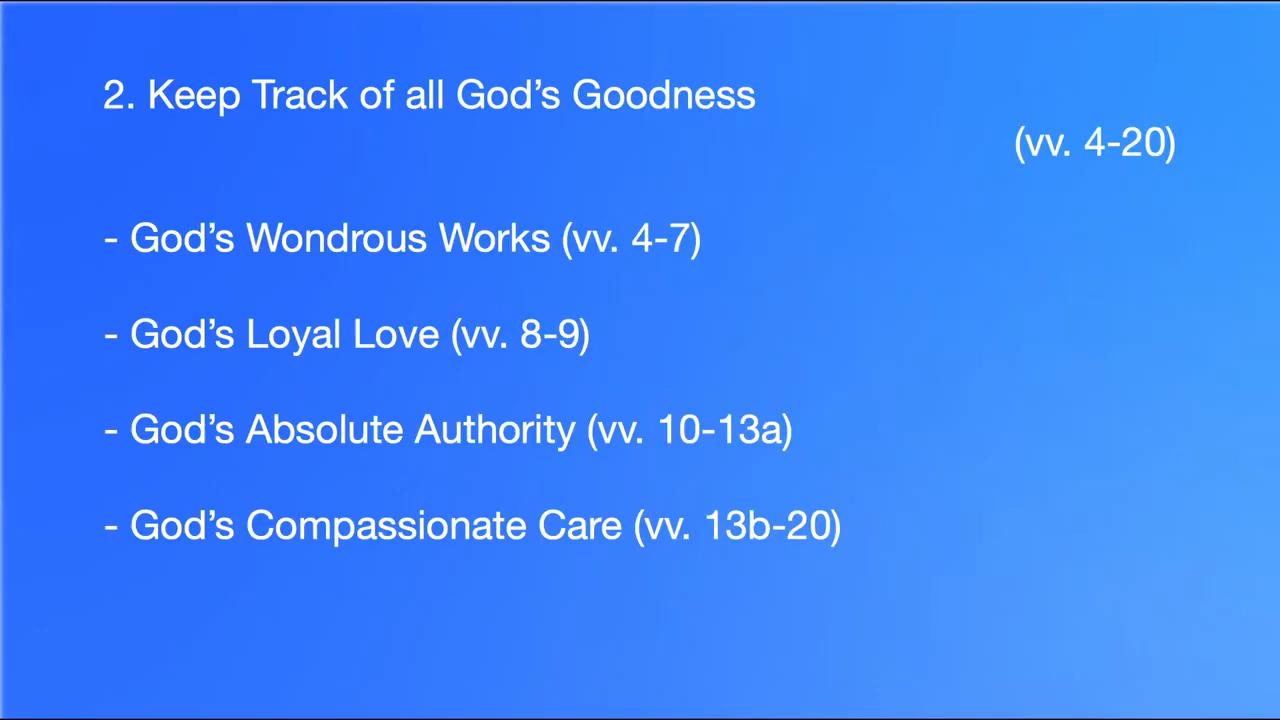 2. Keep Track of all God’s Goodness
(vv. 4-20)
- God’s Wondrous Works (vv. 4-7)
- God’s Loyal Love (vv. 8-9)
- God’s Absolute Authority (vv. 10-13a)
- God’s Compassionate Care (vv. 13b-20)